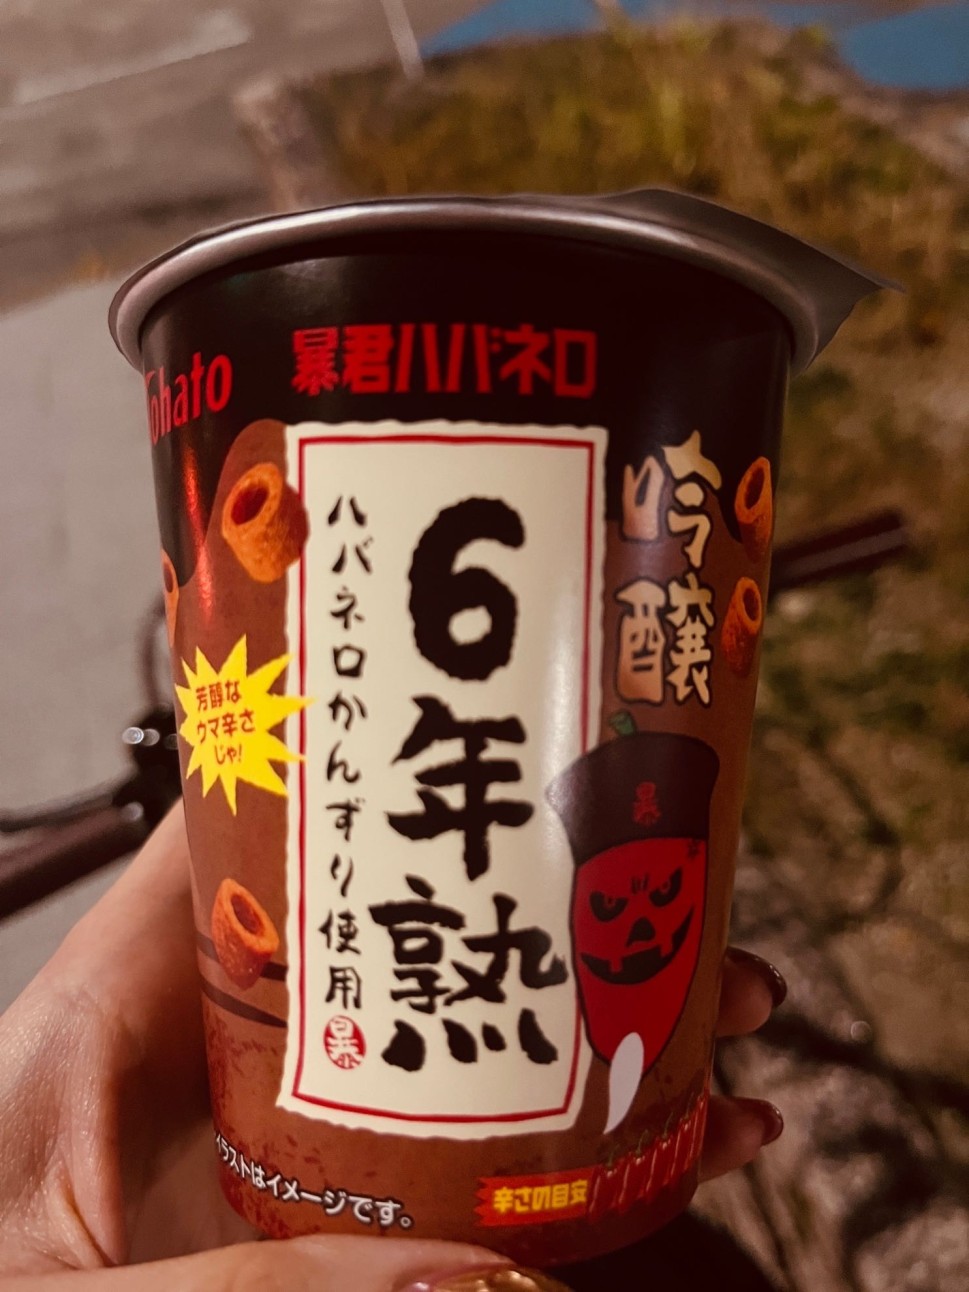 Tohato
暴君ハバネロ
吟醸
6年熟
ハバネロかんずり使用
暴
芳醇な
ウマ辛さ
じゃ!
暴
辛さの目安
イラストはイメージです。